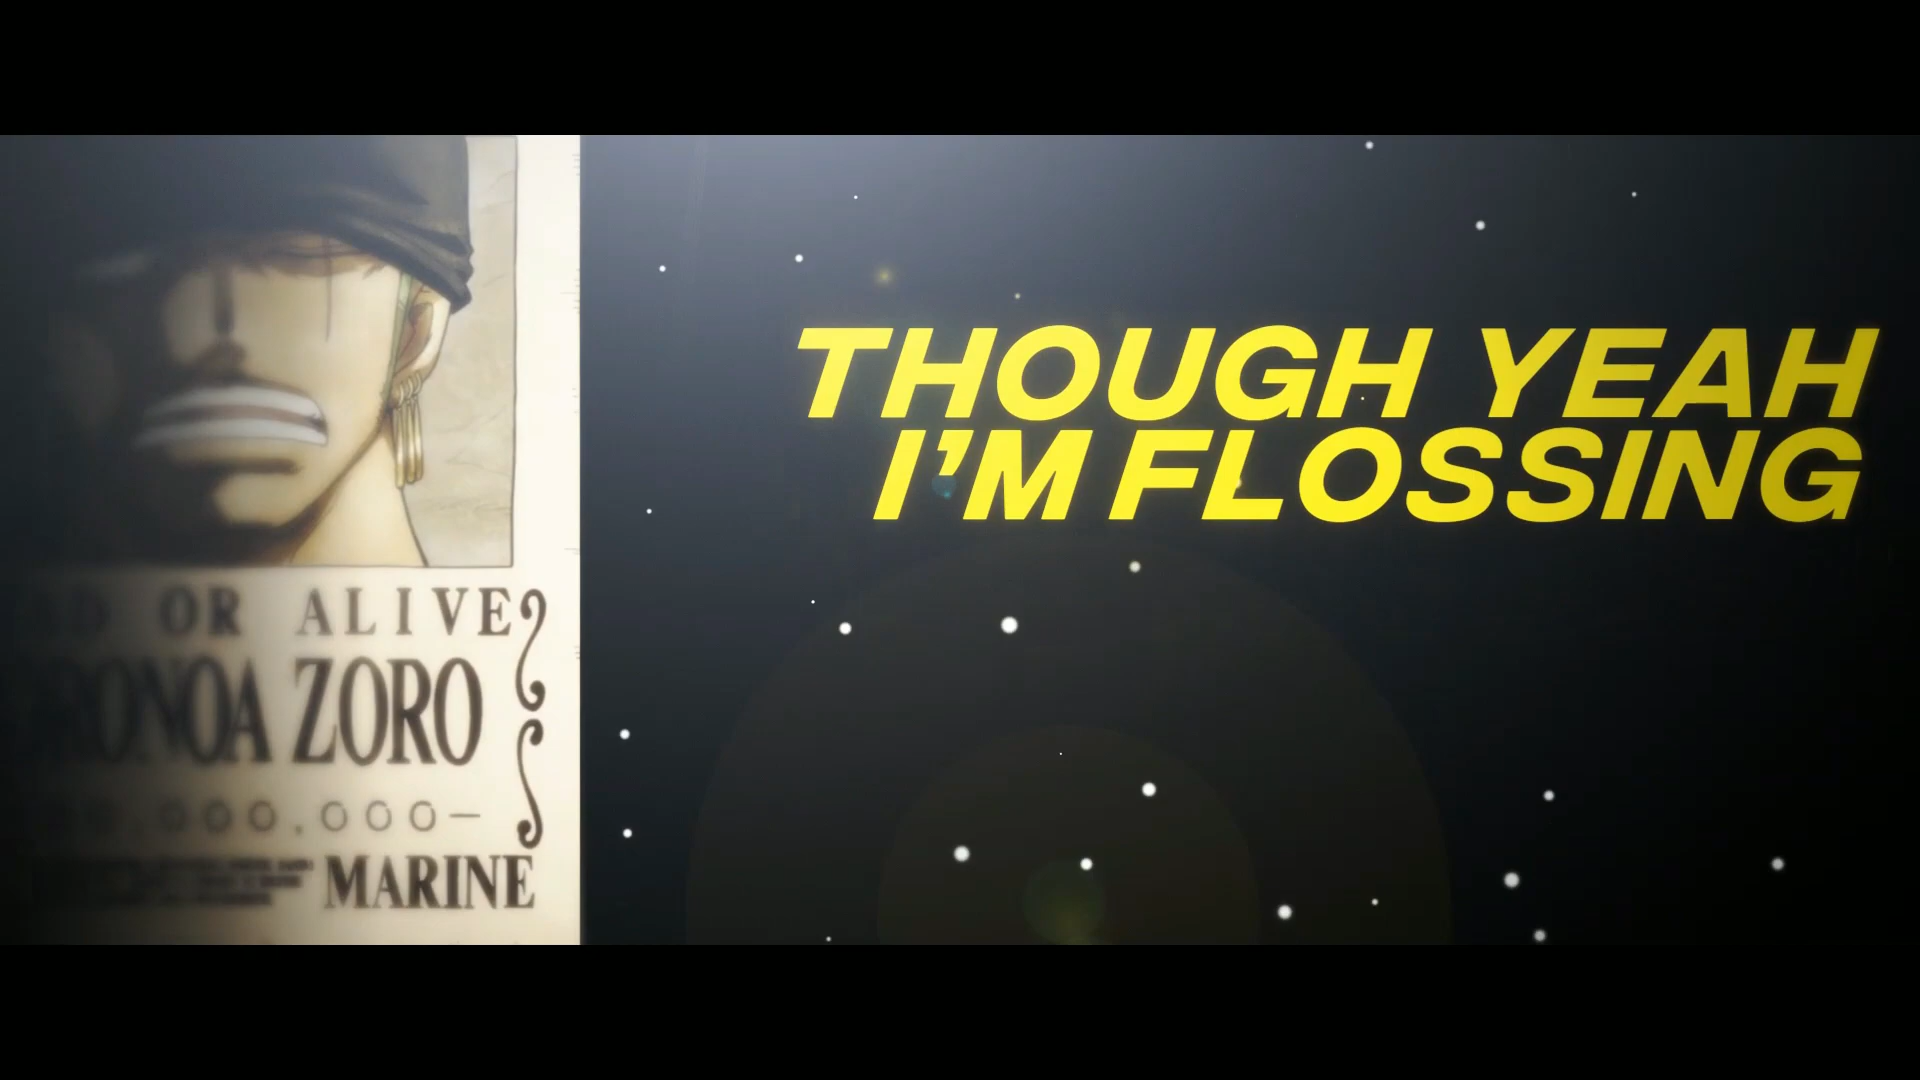 OR ALIVE
ZORO
MARINE
THOUGH YEAH
I'M FLOSSING